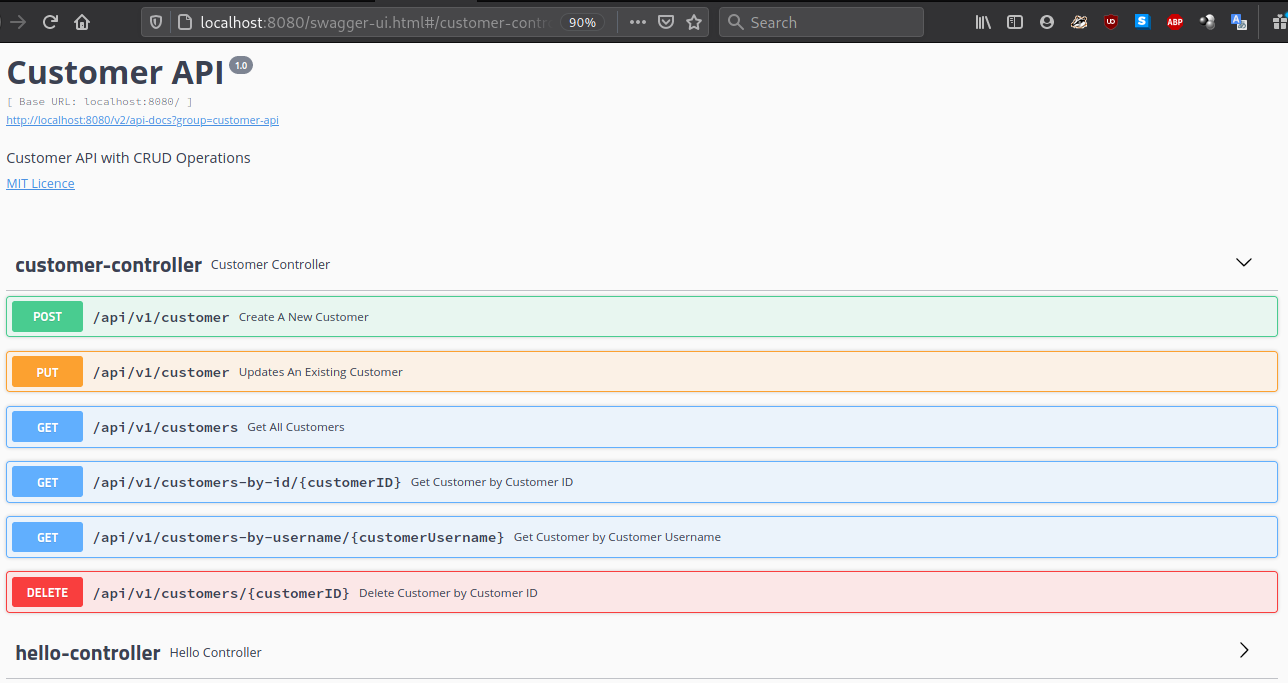 localhost:8080/swagger-ui.html#/customer-contr 90% Search
Customer API 1.0
[ Base URL: localhost:8080/ ]
http://localhost:8080/v2/api-docs?group=customer-api
Customer API with CRUD Operations
MIT Licence
customer-controller Customer Controller
POST /api/v1/customer Create A New Customer
PUT /api/v1/customer Updates An Existing Customer
GET /api/v1/customers Get All Customers
GET /api/v1/customers-by-id/{customerID} Get Customer by Customer ID
GET /api/v1/customers-by-username/{customerUsername} Get Customer by Customer Username
DELETE /api/v1/customers/{customerID} Delete Customer by Customer ID
hello-controller Hello Controller